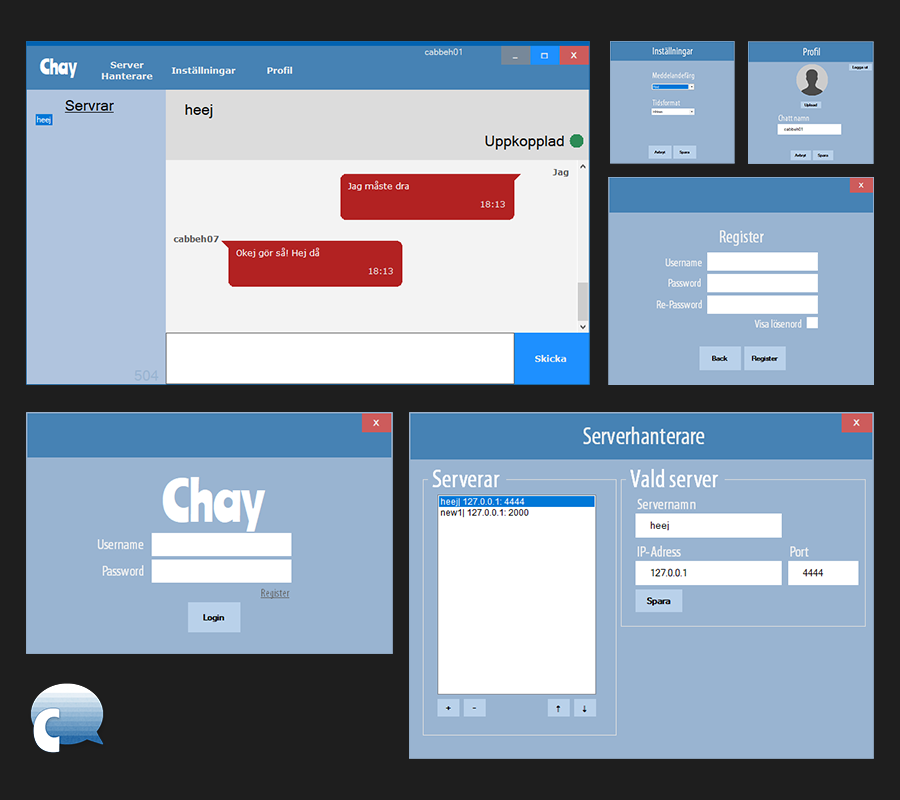 Chay
Server
Hanterare
Inställningar
Profil
cabbeh01
X
Servrar
heej
heej
Uppkopplad
Jag
Jag måste dra
18:13
cabbeh07
Okej gör så! Hej då
18:13
504
Skicka
Inställningar
Meddelandefärg
Tidsformat
Avbryt
Spara
Profil
Logga ut
Upload
Chatt namn
cabbeh01
Avbryt
Spara
X
Register
Username
Password
Re-Password
Visa lösenord
Back
Register
X
Chay
Username
Password
Register
Login
C
X
Serverhanterare
Serverar
heej| 127.0.0.1: 4444
new1| 127.0.0.1: 2000
+
-
↑
↓
Vald server
Servernamn
heej
IP-Adress
Port
127.0.0.1
4444
Spara